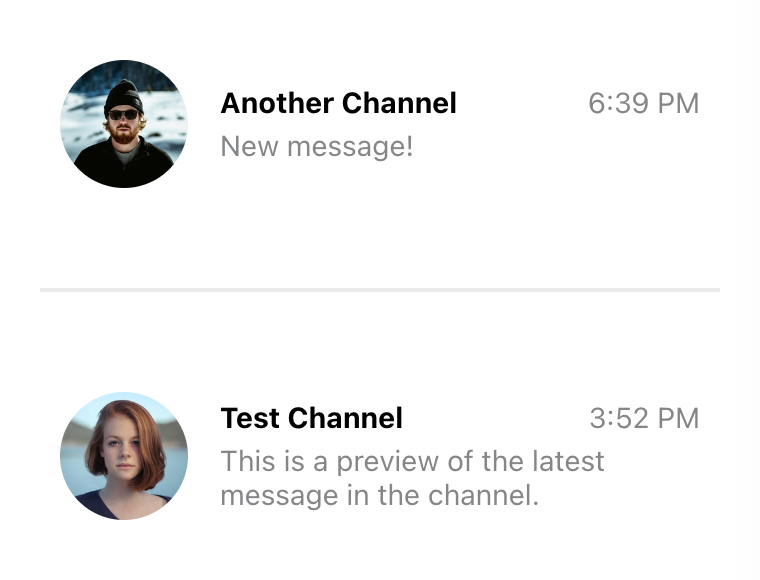 Another Channel 6:39 PM
New message!
Test Channel 3:52 PM
This is a preview of the latest
message in the channel.